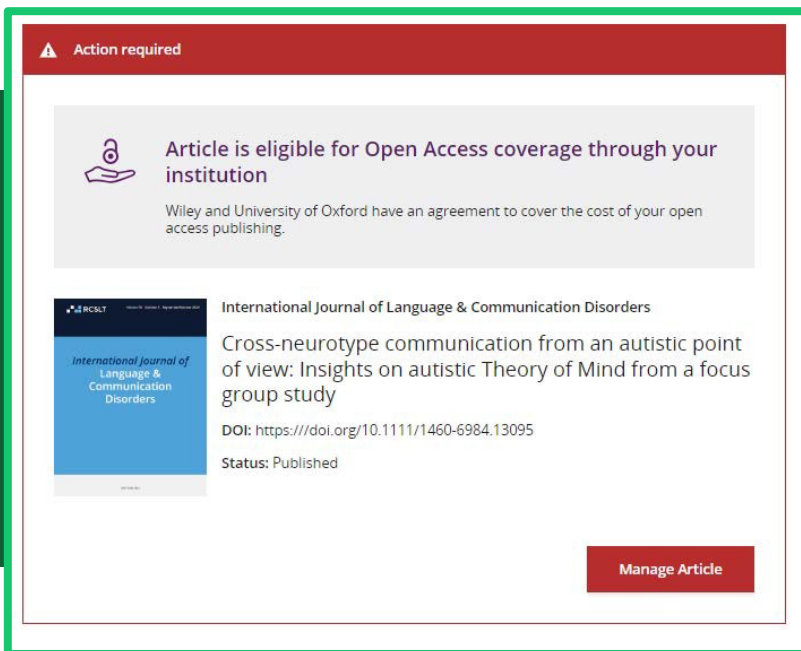 Action required
Article is eligible for Open Access coverage through your
institution
Wiley and University of Oxford have an agreement to cover the cost of your open
access publishing.
RCSLT
International Journal of
Language &
Communication
Disorders
International Journal of Language & Communication Disorders
Cross-neurotype communication from an autistic point
of view: Insights on autistic Theory of Mind from a focus
group study
DOI: https:///doi.org/10.1111/1460-6984.13095
Status: Published
Manage Article